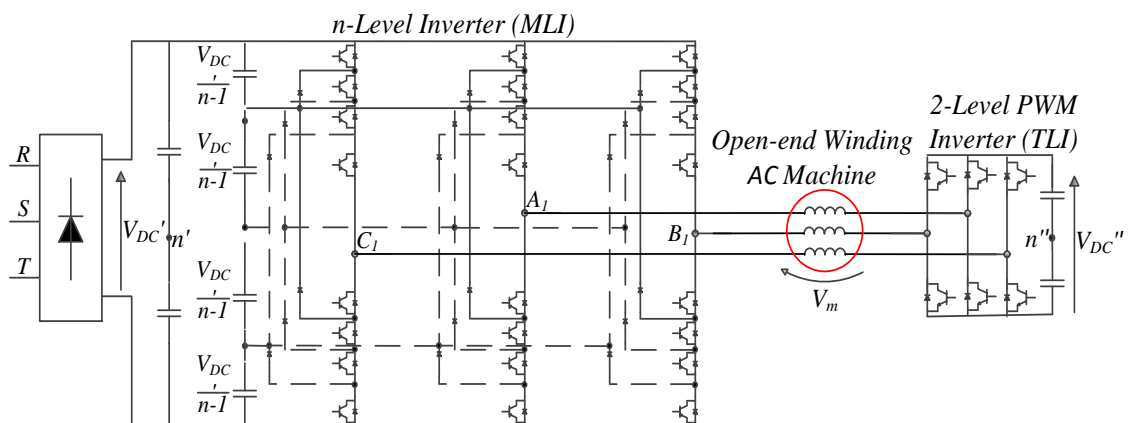 n-Level Inverter (MLI)
V_DC'
n-1
V_DC'
n-1
V_DC'
n-1
V_DC'
n-1
R
S
T
V_DC'
n'
A_1
B_1
C_1
Open-end Winding
AC Machine
V_m
2-Level PWM
Inverter (TLI)
n''
V_DC''